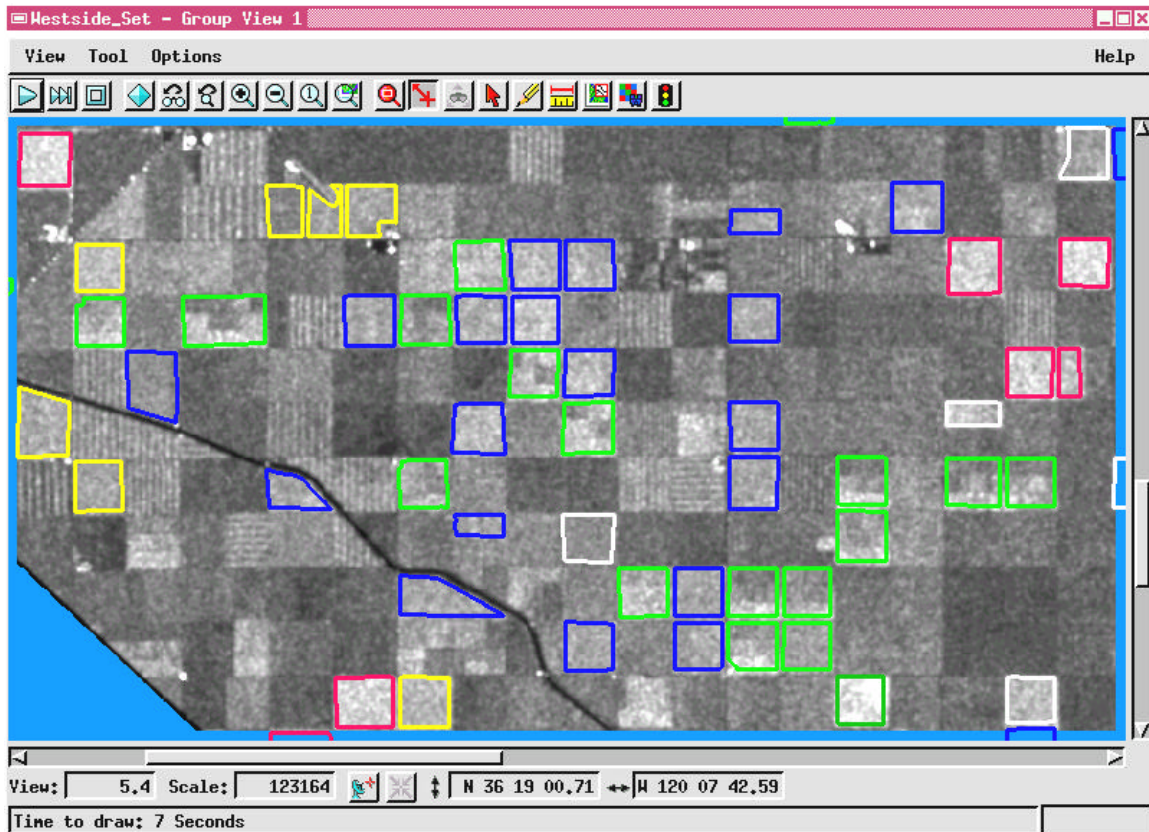 Westside_Set - Group View 1
View Tool Options Help
View: 5.4 Scale: 123164 N 36 19 00.71 W 120 07 42.59
Time to draw: 7 Seconds